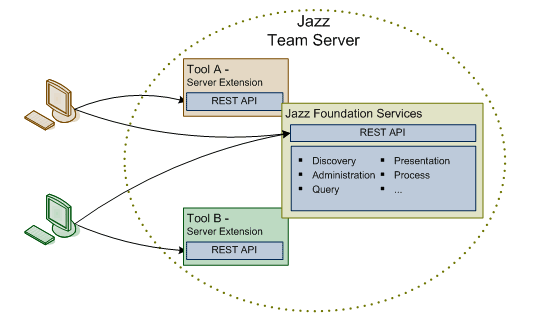 Jazz
Team Server
Tool A -
Server Extension
REST API
Jazz Foundation Services
REST API
▪ Discovery ▪ Presentation
▪ Administration ▪ Process
▪ Query ▪ ...
Tool B -
Server Extension
REST API